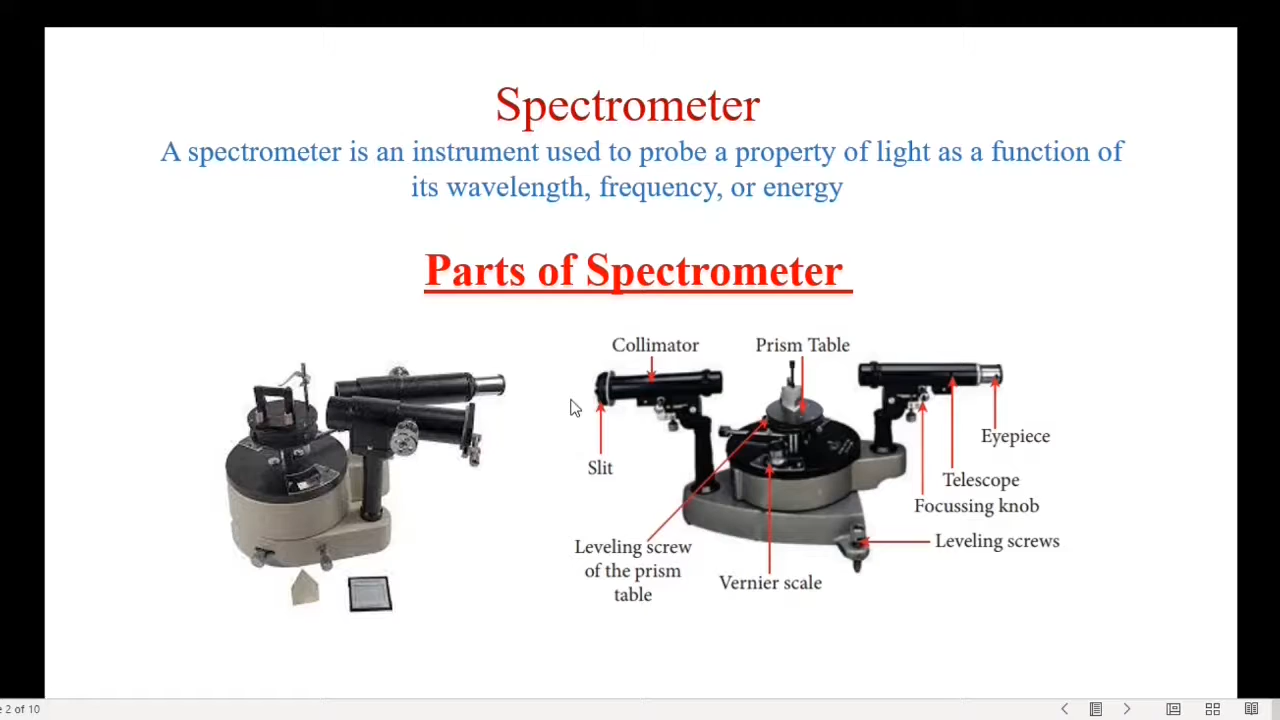 Spectrometer
A spectrometer is an instrument used to probe a property of light as a function of
its wavelength, frequency, or energy
Parts of Spectrometer
Collimator
Prism Table
Eyepiece
Slit
Telescope
Focussing knob
Leveling screws
Leveling screw
of the prism
table
Vernier scale
2 of 10